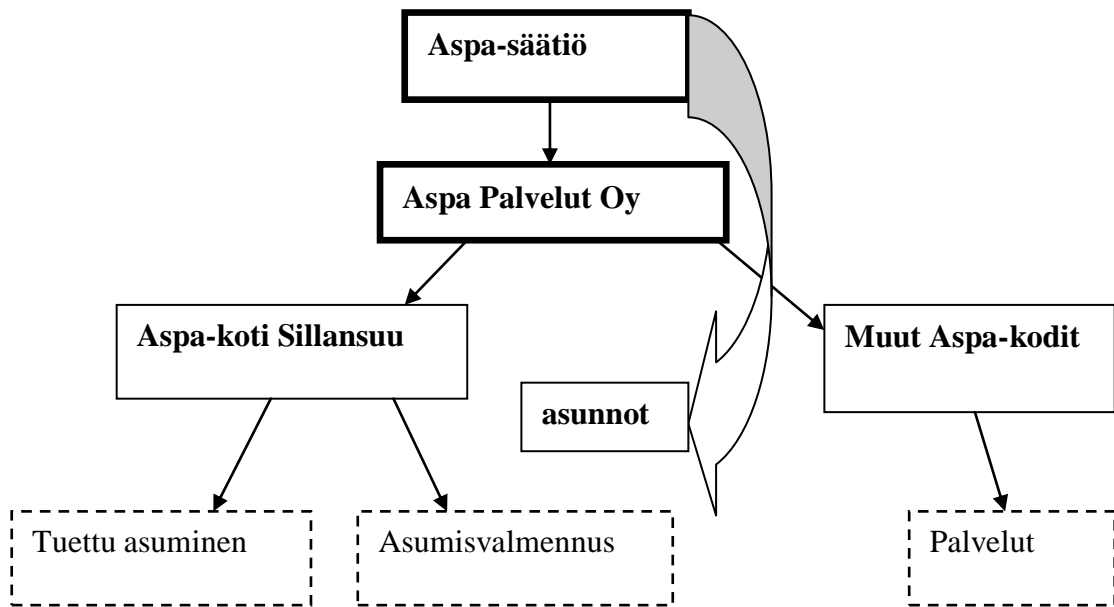 Aspa-säätiö
Aspa Palvelut Oy
Aspa-koti Sillansuu
Muut Aspa-kodit
asunnot
Tuettu asuminen
Asumisvalmennus
Palvelut